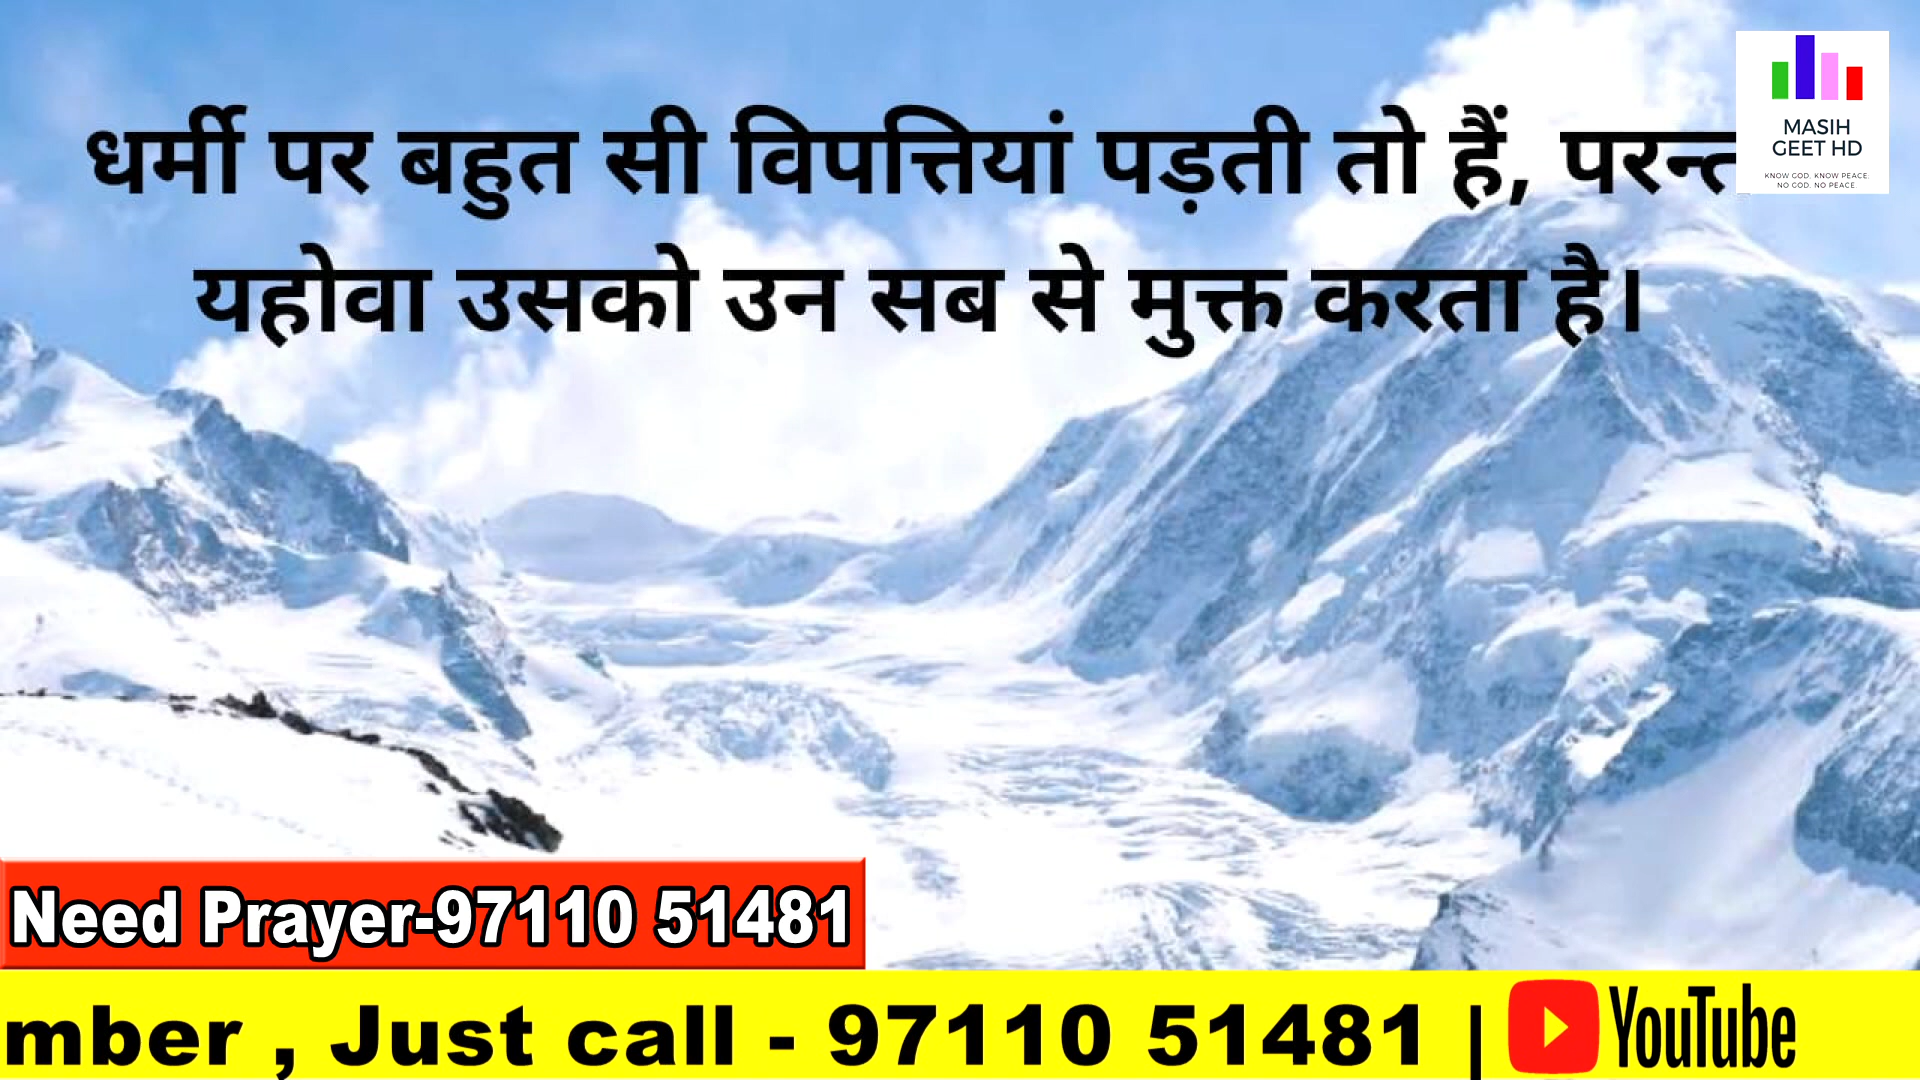 धर्मी पर बहुत सी विपत्तियां पड़ती तो हैं,
यहोवा उसको उन सब से मुक्त करता है।
MASIH
GEET HD
KNOW GOD. KNOW PEACE.
NO GOD. NO PEACE.
Need Prayer-97110 51481
mber , Just call - 97110 51481 | YouTube